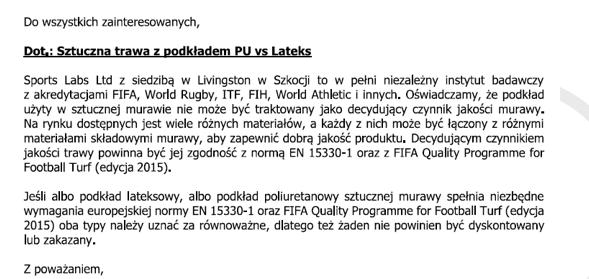 Do wszystkich zainteresowanych,
Dot.: Sztuczna trawa z podkładem PU vs Lateks
Sports Labs Ltd z siedzibą w Livingston w Szkocji to w pełni niezależny instytut badawczy
z akredytacjami FIFA, World Rugby, ITF, FIH, World Athletic i innych. Oświadczamy, że podkład
użyty w sztucznej murawie nie może być traktowany jako decydujący czynnik jakości murawy.
Na rynku dostępnych jest wiele różnych materiałów, a każdy z nich może być łączony z różnymi
materiałami składowymi murawy, aby zapewnić dobrą jakość produktu. Decydującym czynnikiem
jakości trawy powinna być jej zgodność z normą EN 15330-1 oraz z FIFA Quality Programme for
Football Turf (edycja 2015).
Jeśli albo podkład lateksowy, albo podkład poliuretanowy sztucznej murawy spełnia niezbędne
wymagania europejskiej normy EN 15330-1 oraz FIFA Quality Programme for Football Turf (edycja
2015) oba typy należy uznać za równoważne, dlatego też żaden nie powinien być dyskontowany
lub zakazany.
Z poważaniem,